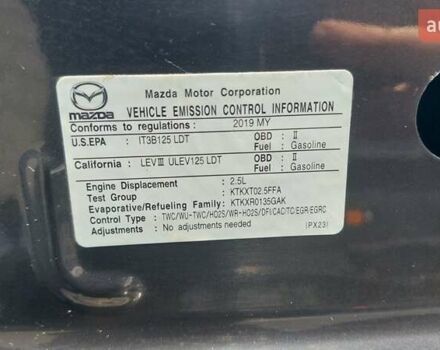 au
mazda
Mazda Motor Corporation
VEHICLE EMISSION CONTROL INFORMATION
Conforms to regulations : 2019 MY
U.S.EPA : IT3B125 LDT OBD : II
Fuel : Gasoline
California : LEVⅢ ULEV125 LDT OBD : II
Fuel : Gasoline
Engine Displacement : 2.5L
Test Group : KTKXT02.5FFA
Evaporative/Refueling Family: KTKXR0135GAK
Control Type : TWC/WU-TWC/HO2S/WR-HO2S/DFI/CAC/TC/EGR/EGRC
Adjustments : No adjustments needed (PX23)